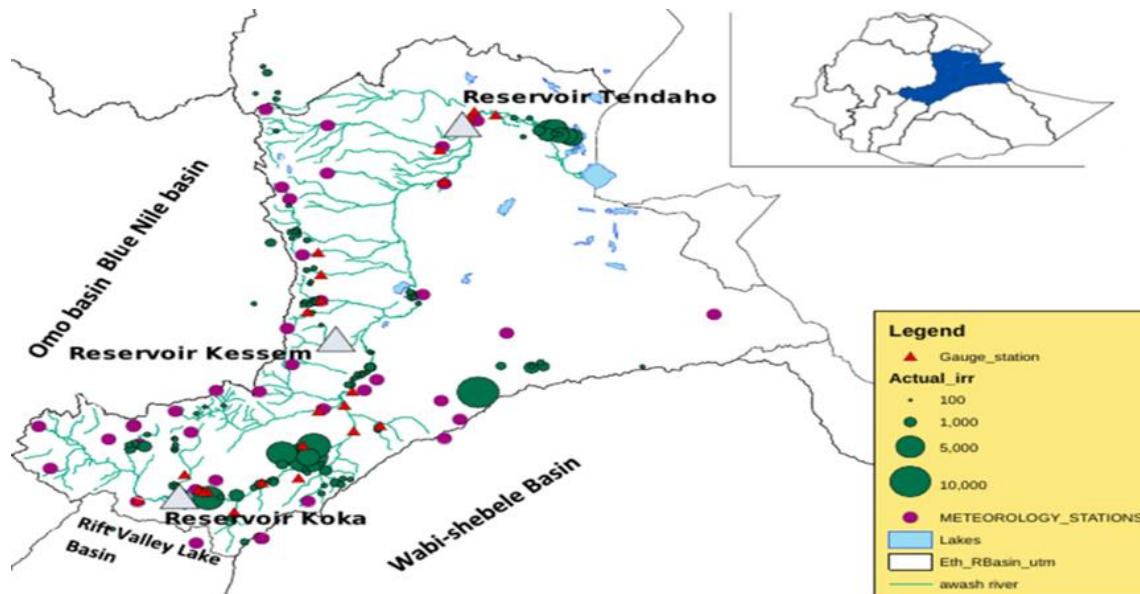 Reservoir Tendaho
Omo basin Blue Nile basin
Reservoir Kessem
Reservoir Koka
Rift Valley Lake
Basin
Wabi-shebele Basin
Legend
Gauge_station
Actual_irr
100
1,000
5,000
10,000
METEOROLOGY_STATIONS
Lakes
Eth_RBasin_utm
awash river